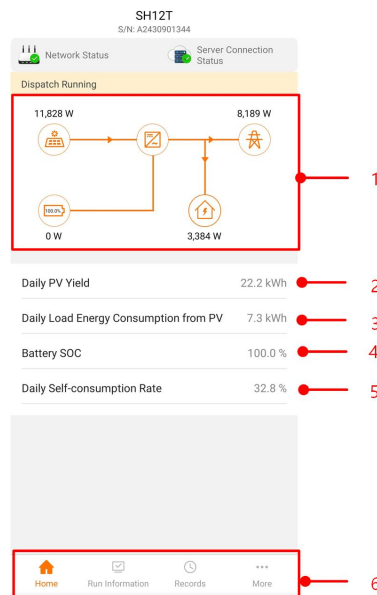 SH12T
S/N: A2430901344
Network Status
Server Connection
Status
Dispatch Running
11,828 W
8,189 W
100.0%
0 W
3,384 W
1
Daily PV Yield 22.2 kWh
2
Daily Load Energy Consumption from PV 7.3 kWh
3
Battery SOC 100.0 %
4
Daily Self-consumption Rate 32.8 %
5
Home Run Information Records More
6